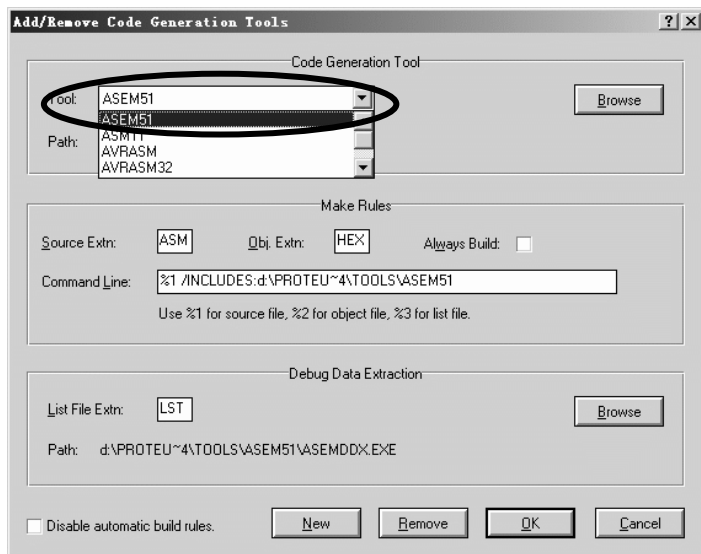 Add/Remove Code Generation Tools
Code Generation Tool
Tool: ASEM51
Browse
ASEM51
ASM11
Path:
AVRASM
AVRASM32
Make Rules
Source Extn: ASM Obj. Extn: HEX Always Build:
Command Line: %1 /INCLUDES:d:\PROTEU~4\TOOLS\ASEM51
Use %1 for source file, %2 for object file, %3 for list file.
Debug Data Extraction
List File Extn: LST Browse
Path: d:\PROTEU~4\TOOLS\ASEM51\ASEMDDX.EXE
Disable automatic build rules. New Remove OK Cancel